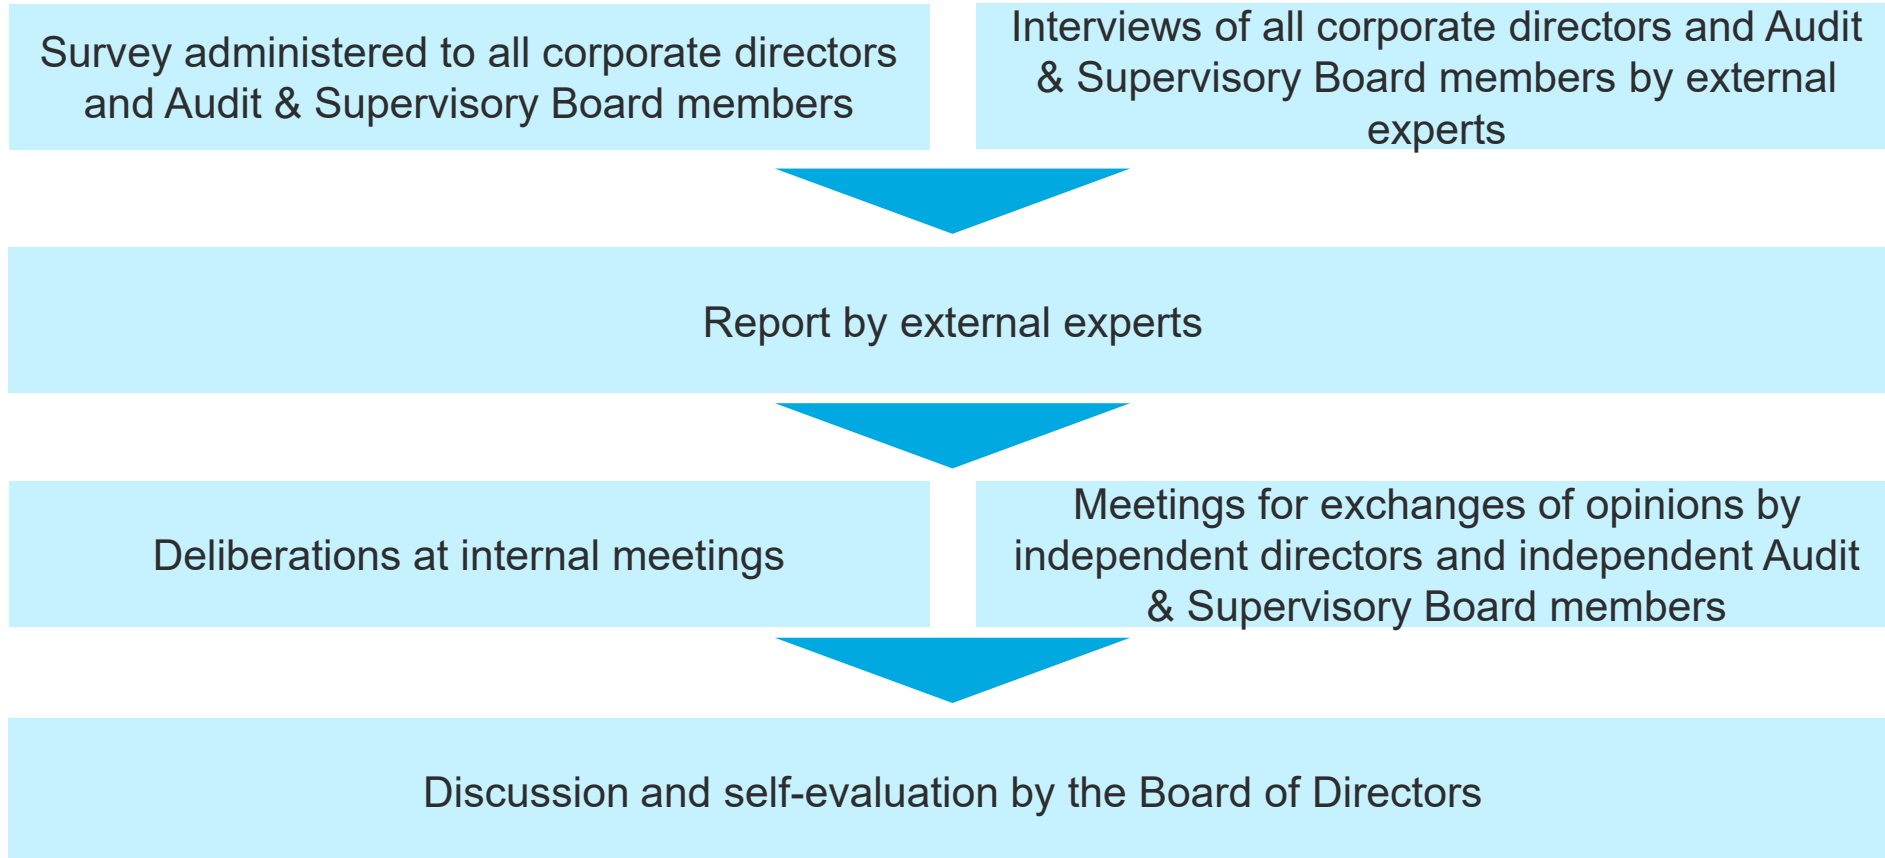 Survey administered to all corporate directors
and Audit & Supervisory Board members
Interviews of all corporate directors and Audit
& Supervisory Board members by external
experts
Report by external experts
Deliberations at internal meetings
Meetings for exchanges of opinions by
independent directors and independent Audit
& Supervisory Board members
Discussion and self-evaluation by the Board of Directors